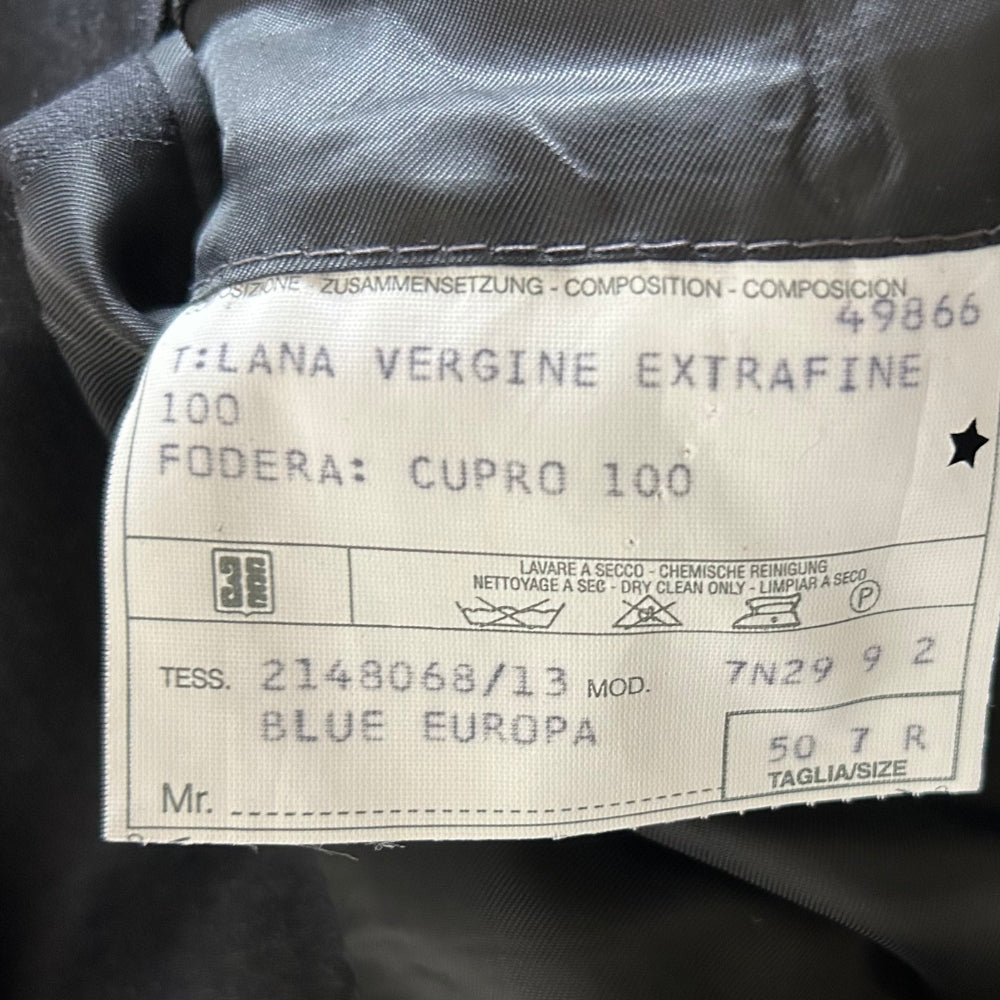 ZUSAMMENSETZUNG - COMPOSITION - COMPOSICION
49866
T:LANA VERGINE EXTRAFINE
100
FODERA: CUPRO 100
LAVARE A SECCO - CHEMISCHE REINIGUNG
NETTOYAGE A SEC - DRY CLEAN ONLY - LIMPIAR A SECO
P
TESS. 2148068/13 MOD. 7N29 9 2
BLUE EUROPA
50 7 R
TAGLIA/SIZE
Mr.